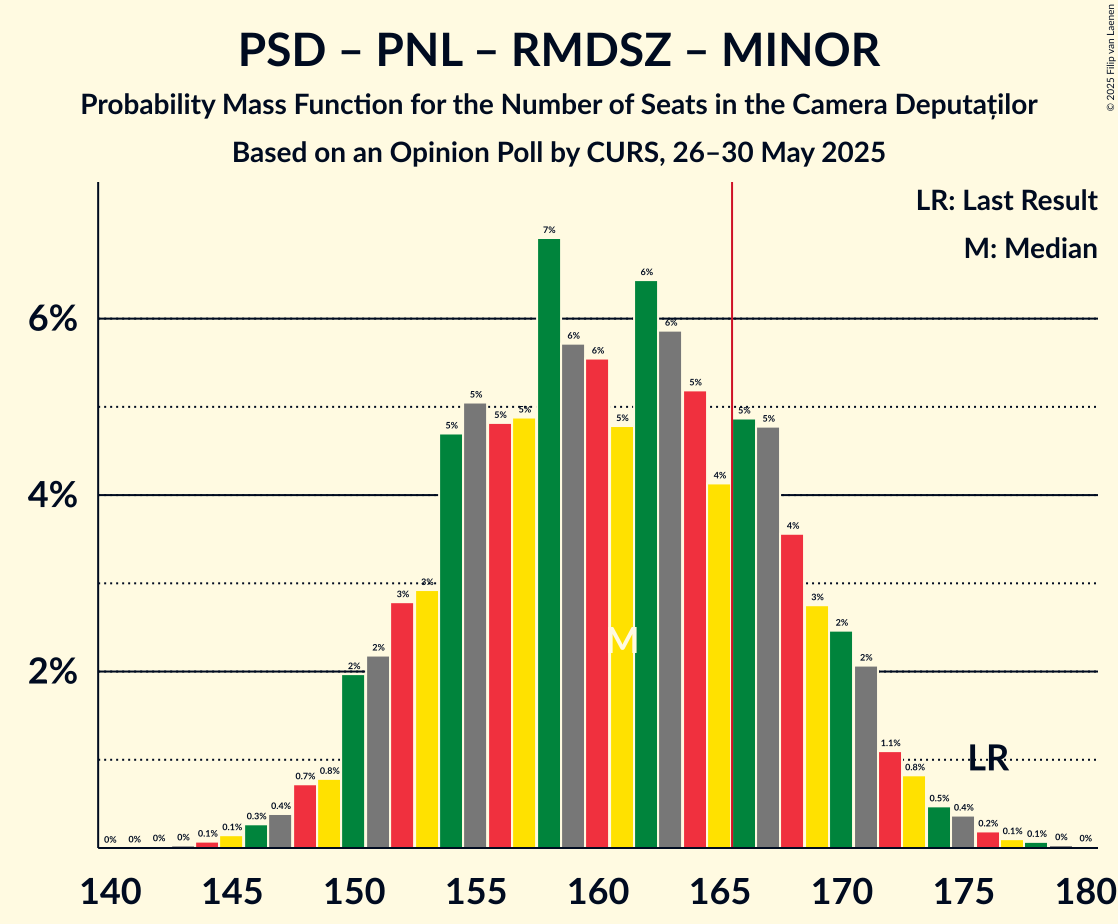 PSD – PNL – RMDSZ – MINOR
Probability Mass Function for the Number of Seats in the Camera Deputaților
Based on an Opinion Poll by CURS, 26–30 May 2025
© 2025 Filip van Laenen
LR: Last Result
M: Median
6%
4%
2%
0% 0% 0% 0% 0.1% 0.1% 0.3% 0.4% 0.7% 0.8% 2% 2% 3% 3% 5% 5% 5% 5% 7% 6% 6% 5% 6% 6% 5% 4% 5% 5% 4% 3% 2% 2% 1.1% 0.8% 0.5% 0.4% 0.2% 0.1% 0.1% 0% 0%
M
LR
140 145 150 155 160 165 170 175 180